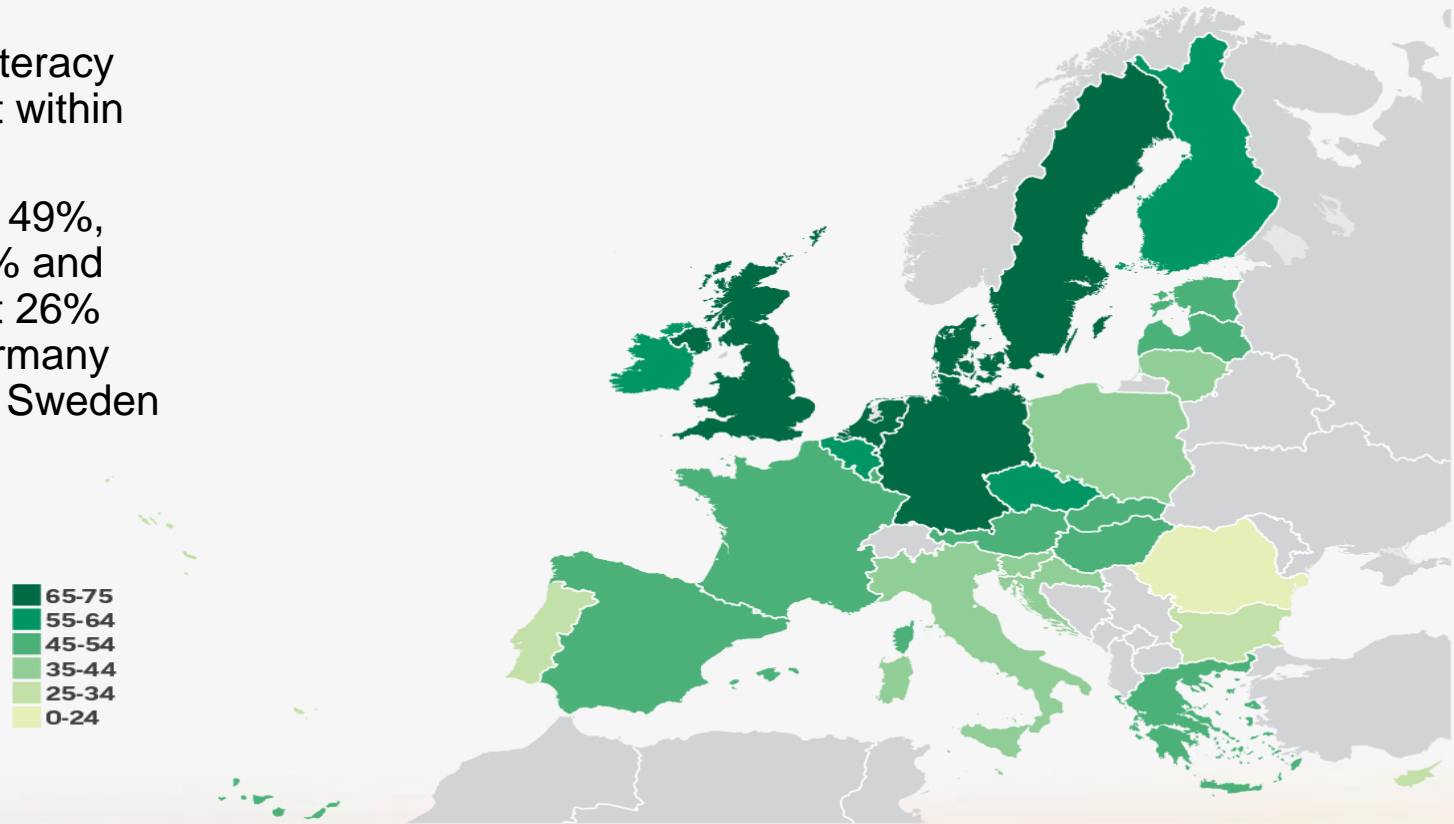 teracy
t within
49%,
% and
t 26%
rmany
Sweden
65-75
55-64
45-54
35-44
25-34
0-24